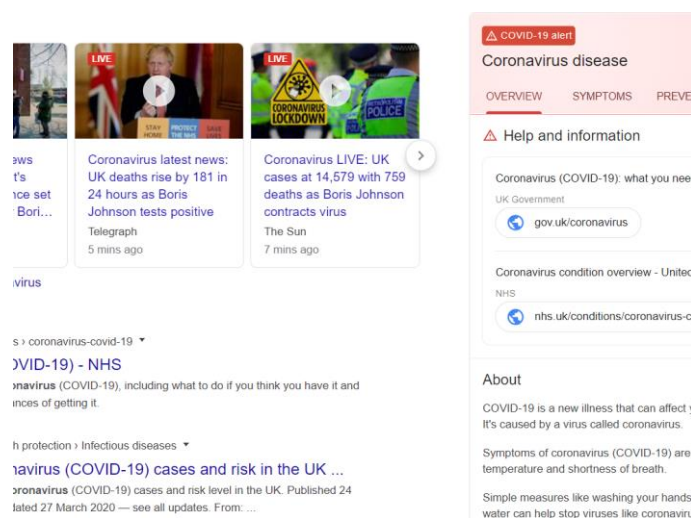 LIVE
STAY HOME
PROTECT THE NHS
SAVE LIVES
LIVE
CORONAVIRUS
LOCKDOWN
POLICE
Coronavirus latest news:
UK deaths rise by 181 in
24 hours as Boris
Johnson tests positive
Telegraph
5 mins ago
Coronavirus LIVE: UK
cases at 14,579 with 759
deaths as Boris Johnson
contracts virus
The Sun
7 mins ago
ews
t's
nce set
Bori...
virus
s › coronavirus-covid-19
OVID-19) - NHS
onavirus (COVID-19), including what to do if you think you have it and
nces of getting it.
h protection › Infectious diseases
navirus (COVID-19) cases and risk in the UK ...
oronavirus (COVID-19) cases and risk level in the UK. Published 24
dated 27 March 2020 — see all updates. From: ...
COVID-19 alert
Coronavirus disease
OVERVIEW SYMPTOMS PREVE
Help and information
Coronavirus (COVID-19): what you nee
UK Government
gov.uk/coronavirus
Coronavirus condition overview - United
NHS
nhs.uk/conditions/coronavirus-c
About
COVID-19 is a new illness that can affect y
It's caused by a virus called coronavirus.
Symptoms of coronavirus (COVID-19) are
temperature and shortness of breath.
Simple measures like washing your hands
water can help stop viruses like coronaviru